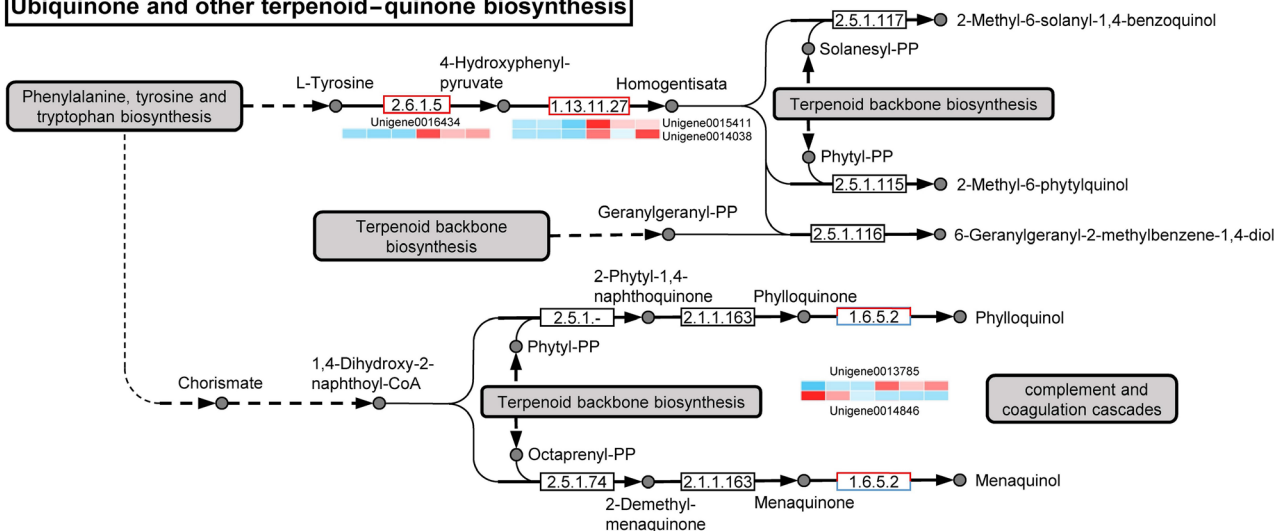 Ubiquinone and other terpenoid-quinone biosynthesis
2.5.1.117
2-Methyl-6-solanyl-1,4-benzoquinol
Solanesyl-PP
4-Hydroxyphenyl-
pyruvate
L-Tyrosine
Homogentisata
Phenylalanine, tyrosine and
tryptophan biosynthesis
2.6.1.5
1.13.11.27
Terpenoid backbone biosynthesis
Unigene0016434
Unigene0015411
Unigene0014038
Phytyl-PP
2.5.1.115
2-Methyl-6-phytylquinol
Geranylgeranyl-PP
Terpenoid backbone
biosynthesis
2.5.1.116
6-Geranylgeranyl-2-methylbenzene-1,4-diol
2-Phytyl-1,4-
naphthoquinone
Phylloquinone
2.5.1.-
2.1.1.163
1.6.5.2
Phylloquinol
Phytyl-PP
1,4-Dihydroxy-2-
naphthoyl-CoA
Chorismate
Terpenoid backbone biosynthesis
Unigene0013785
Unigene0014846
complement and
coagulation cascades
Octaprenyl-PP
2.5.1.74
2.1.1.163
1.6.5.2
Menaquinol
2-Demethyl-
menaquinone
Menaquinone